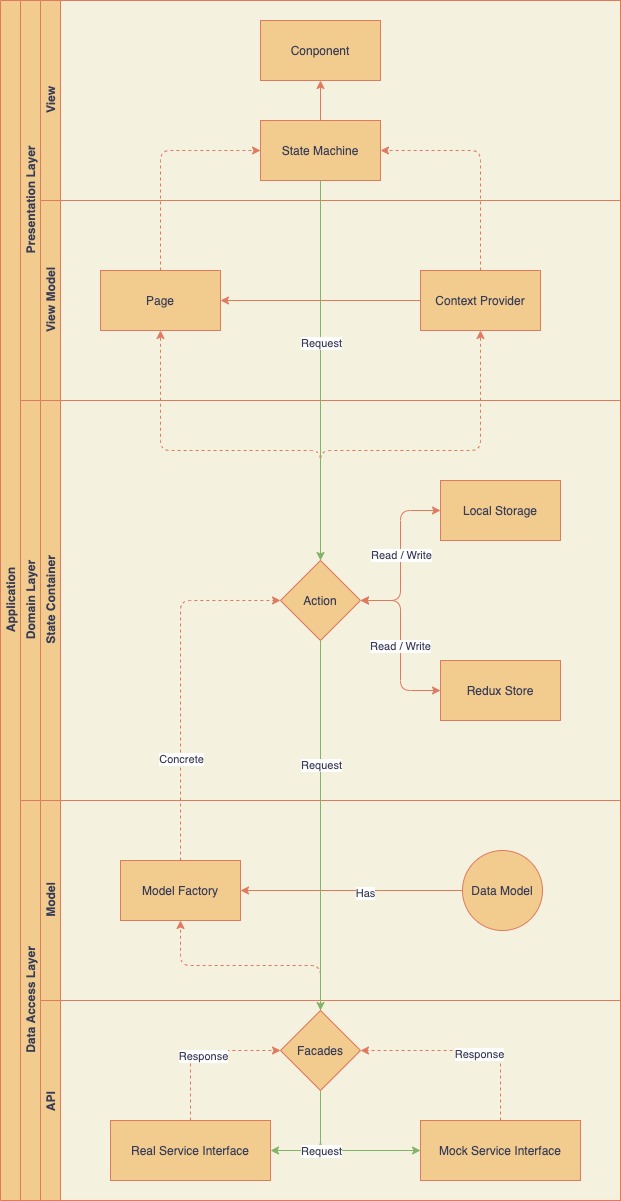 Application
Presentation Layer
View
Conponent
State Machine
View Model
Page
Context Provider
Request
Domain Layer
State Container
Local Storage
Read / Write
Action
Read / Write
Redux Store
Concrete
Request
Data Access Layer
Model
Model Factory
Has
Data Model
API
Facades
Response
Response
Real Service Interface
Request
Mock Service Interface